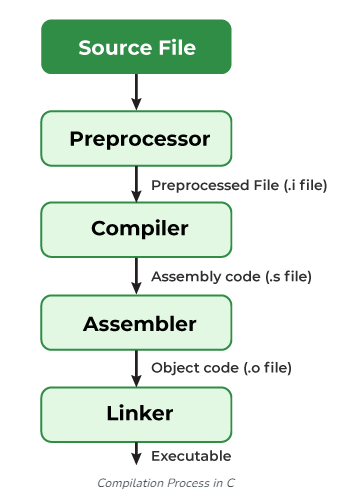 Source File
Preprocessor
Preprocessed File (.i file)
Compiler
Assembly code (.s file)
Assembler
Object code (.o file)
Linker
Executable
Compilation Process in C